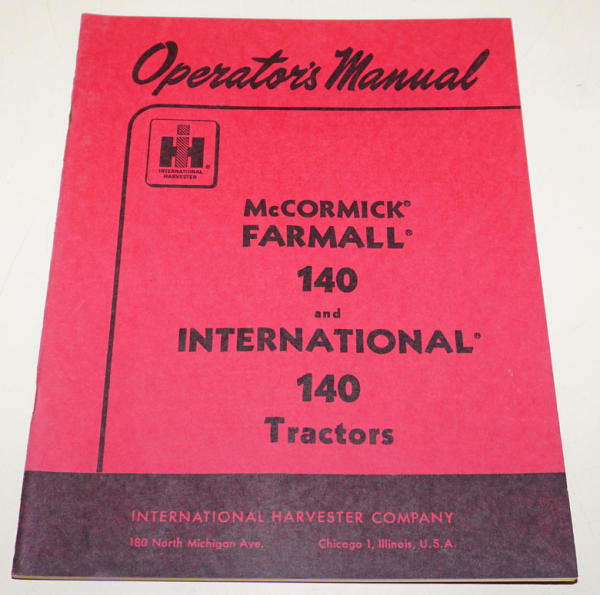 Operator's Manual
IH ®
INTERNATIONAL
HARVESTER
McCORMICK®
FARMALL®
140
and
INTERNATIONAL®
140
Tractors
INTERNATIONAL HARVESTER COMPANY
180 North Michigan Ave. Chicago 1, Illinois, U.S.A.